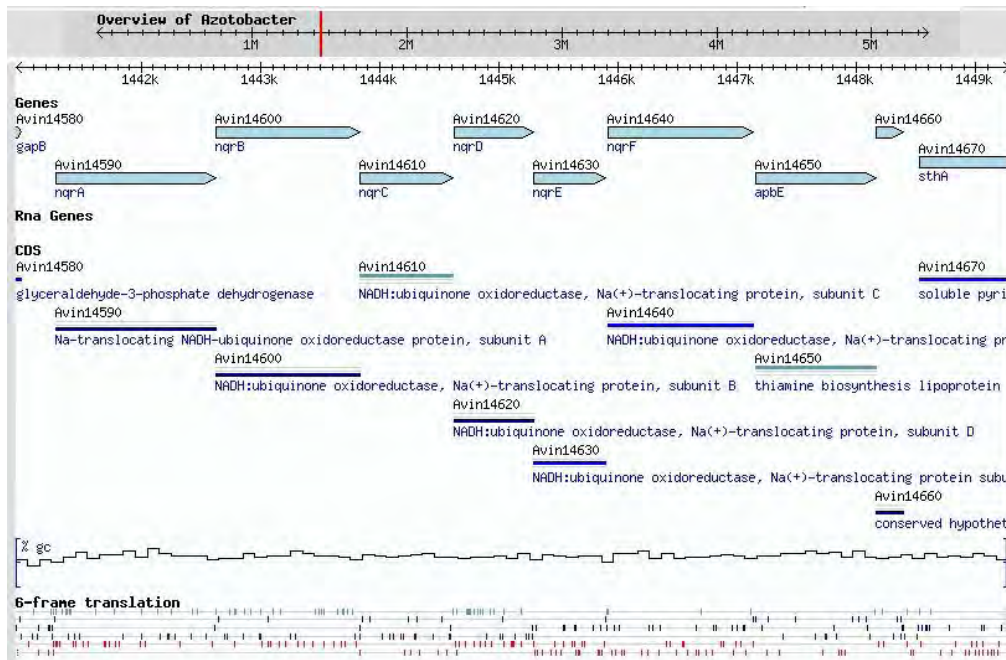 Overview of Azotobacter
1M 2M 3M 4M 5M
1442k 1443k 1444k 1445k 1446k 1447k 1448k 1449k
Genes
Avin14580 Avin14600 Avin14620 Avin14640 Avin14660
gapB nqrB nqrD nqrF
Avin14670
Avin14590 Avin14610 Avin14630 Avin14650
sthA
nqrA nqrC nqrE apbE
Rna Genes
CDS
Avin14580 Avin14610 Avin14670
glyceraldehyde-3-phosphate dehydrogenase NADH:ubiquinone oxidoreductase, Na(+)-translocating protein, subunit C soluble pyri
Avin14590 Avin14640
Na-translocating NADH-ubiquinone oxidoreductase protein, subunit A NADH:ubiquinone oxidoreductase, Na(+)-translocating pr
Avin14600 Avin14650
NADH:ubiquinone oxidoreductase, Na(+)-translocating protein, subunit B thiamine biosynthesis lipoprotein
Avin14620
NADH:ubiquinone oxidoreductase, Na(+)-translocating protein, subunit D
Avin14630
NADH:ubiquinone oxidoreductase, Na(+)-translocating protein subu
Avin14660
conserved hypothet
% gc
6-frame translation